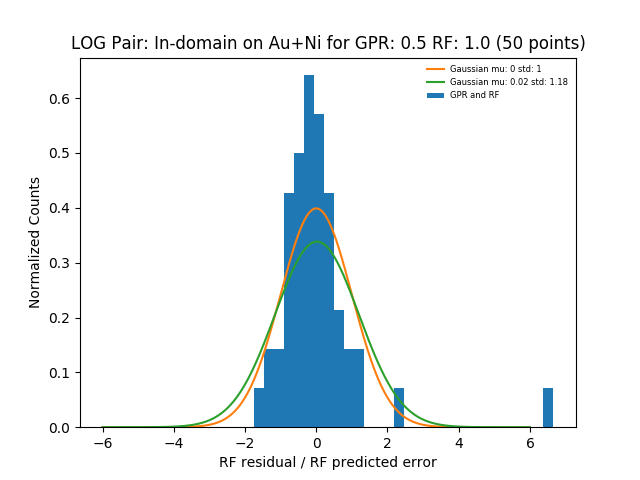 LOG Pair: In-domain on Au+Ni for GPR: 0.5 RF: 1.0 (50 points)
Gaussian mu: 0 std: 1
Gaussian mu: 0.02 std: 1.18
GPR and RF
Normalized Counts
0.6
0.5
0.4
0.3
0.2
0.1
0.0
−6 −4 −2 0 2 4 6
RF residual / RF predicted error